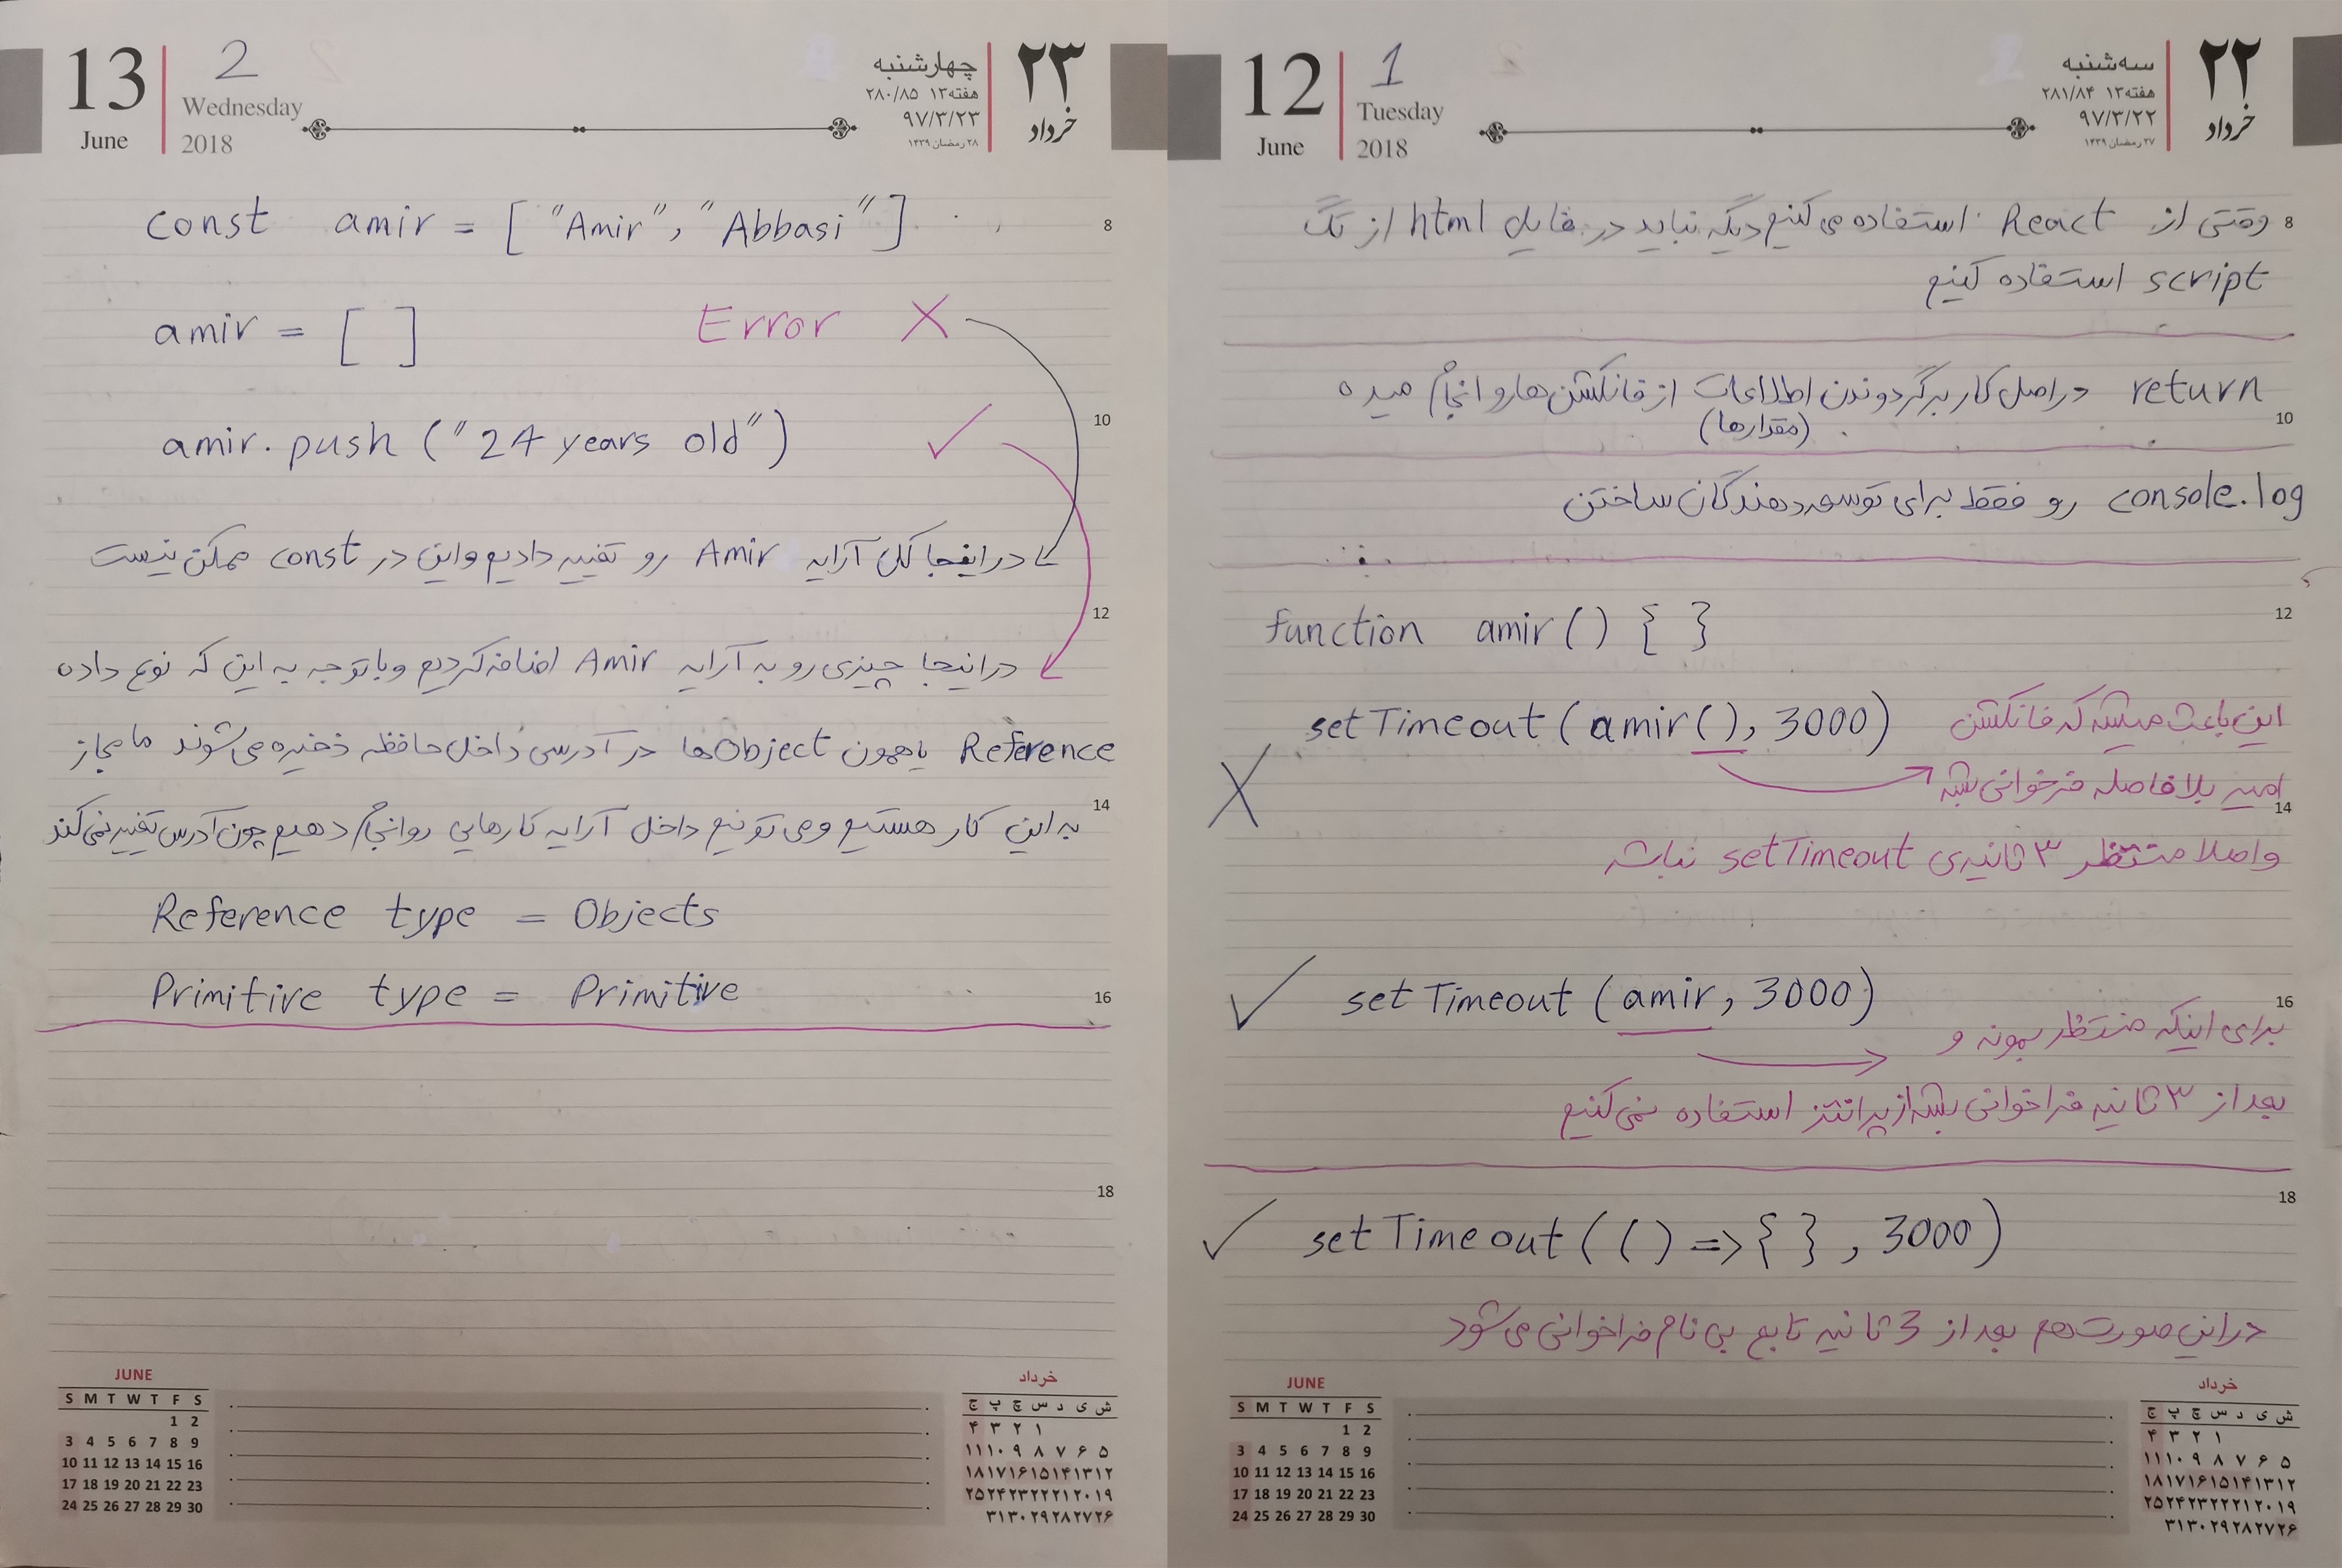 12
June
1
Tuesday
2018
سه‌شنبه
هفته۱۳ ۲۸۱/۸۴
۹۷/۳/۲۲
۲۷ رمضان ۱۴۳۹
۲۲
خرداد
8
وقتی از React استفاده می کنیم دیگه نباید در فایل html از تگ
script استفاده کنیم
return در اصل کار برگردوندن اطلاعات از فانکشن ها رو انجام میده
10
(مقدارها)
console.log رو فقط برای توسعه دهندگان ساختن
12
function amir() { }
setTimeout(amir(), 3000) این باعث میشه که فانکشن
امیر بلافاصله فرخوانی بشه
14
و اصلا منتظر ۳ ثانیه ی setTimeout نباشه
setTimeout(amir, 3000)
16
برای اینکه منتظر بمونه و
بعد از ۳ ثانیه فراخوانی بشه از پرانتز استفاده نمی کنیم
18
setTimeout(() => { }, 3000)
در این صورت هم بعد از 3 ثانیه تابع بی نام فراخوانی می شود
JUNE
S M T W T F S
1 2
3 4 5 6 7 8 9
10 11 12 13 14 15 16
17 18 19 20 21 22 23
24 25 26 27 28 29 30
خرداد
ش ی د س چ پ ج
۱ ۲ ۳ ۴
۵ ۶ ۷ ۸ ۹ ۱۰ ۱۱
۱۲ ۱۳ ۱۴ ۱۵ ۱۶ ۱۷ ۱۸
۱۹ ۲۰ ۲۱ ۲۲ ۲۳ ۲۴ ۲۵
۲۶ ۲۷ ۲۸ ۲۹ ۳۰ ۳۱
13
June
2
Wednesday
2018
چهارشنبه
هفته۱۳ ۲۸۰/۸۵
۹۷/۳/۲۳
۲۸ رمضان ۱۴۳۹
۲۳
خرداد
const amir = ["Amir", "Abbasi"]
8
amir = [ ] Error X
10
amir.push("24 years old")
در اینجا کل آرایه Amir رو تغییر دادیم و این در const ممکن نیست
12
در اینجا چیزی رو به آرایه Amir اضافه کردیم و با توجه به این که نوع داده
Reference یا همون Object ها در آدرسی داخل حافظه ذخیره می شوند ما مجاز
14
به این کار هستیم و می تونیم داخل آرایه کارهایی رو انجام دهیم چون آدرس تغییر نمی کند
Reference type = Objects
Primitive type = Primitive
16
18
JUNE
S M T W T F S
1 2
3 4 5 6 7 8 9
10 11 12 13 14 15 16
17 18 19 20 21 22 23
24 25 26 27 28 29 30
خرداد
ش ی د س چ پ ج
۱ ۲ ۳ ۴
۵ ۶ ۷ ۸ ۹ ۱۰ ۱۱
۱۲ ۱۳ ۱۴ ۱۵ ۱۶ ۱۷ ۱۸
۱۹ ۲۰ ۲۱ ۲۲ ۲۳ ۲۴ ۲۵
۲۶ ۲۷ ۲۸ ۲۹ ۳۰ ۳۱